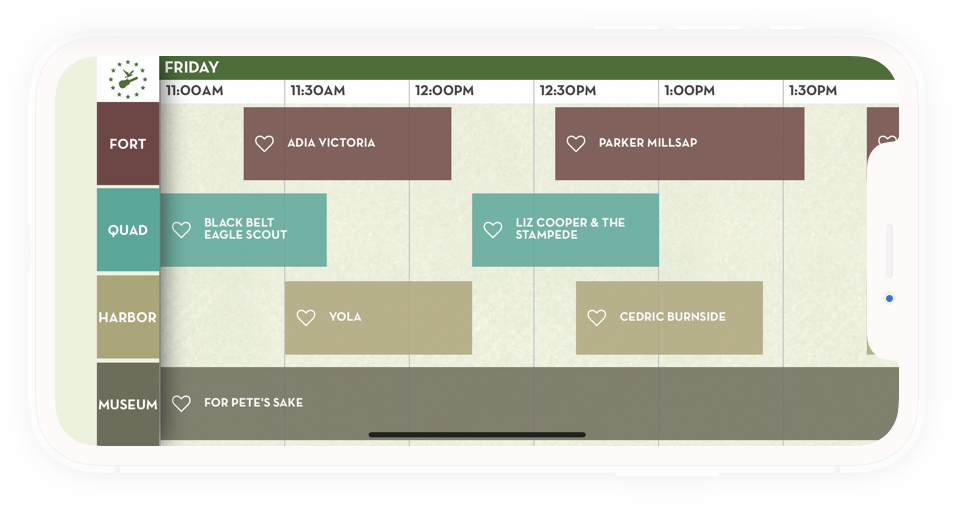 FRIDAY
11:00AM 11:30AM 12:00PM 12:30PM 1:00PM 1:30PM
FORT
ADIA VICTORIA
PARKER MILLSAP
QUAD
BLACK BELT
EAGLE SCOUT
LIZ COOPER & THE
STAMPEDE
HARBOR
YOLA
CEDRIC BURNSIDE
MUSEUM
FOR PETE'S SAKE